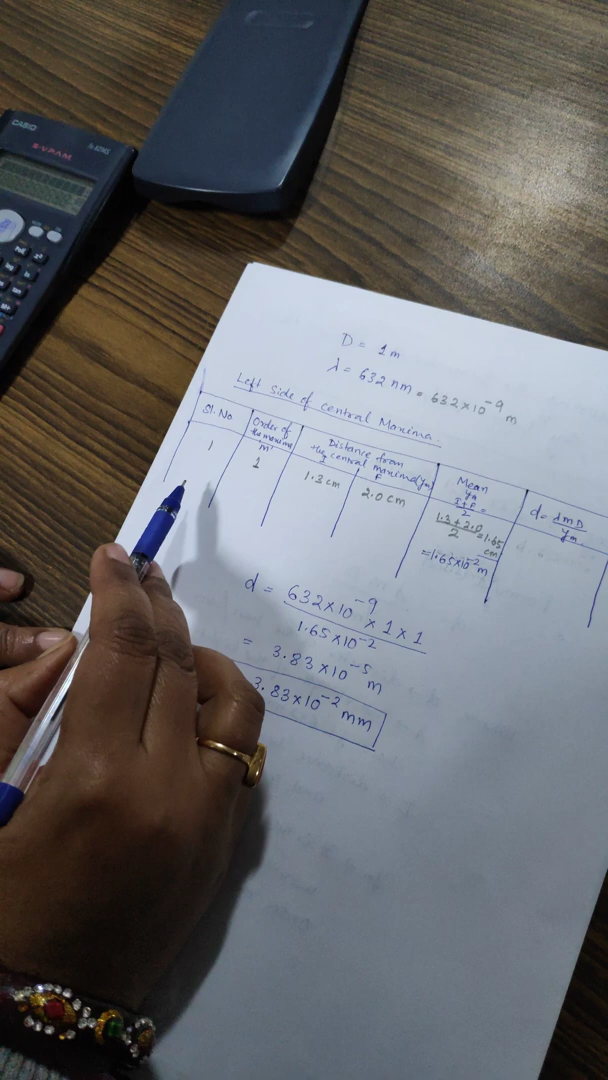 CASIO
S-V.P.A.M.
D = 1 m
λ = 632 nm = 632 × 10⁻⁹ m
Left side of central Maxima.
Sl. No
Order of the maxima 'm'
Distance from the central maxima (ym)
I
F
Mean ym
I+F/2 =
d = λmD/ym
1
1
1.3 cm
2.0 cm
1.3 + 2.0/2 = 1.65 cm
= 1.65 × 10⁻² m
d = 632 × 10⁻⁹ × 1 × 1/1.65 × 10⁻²
= 3.83 × 10⁻⁵ m
3.83 × 10⁻² mm